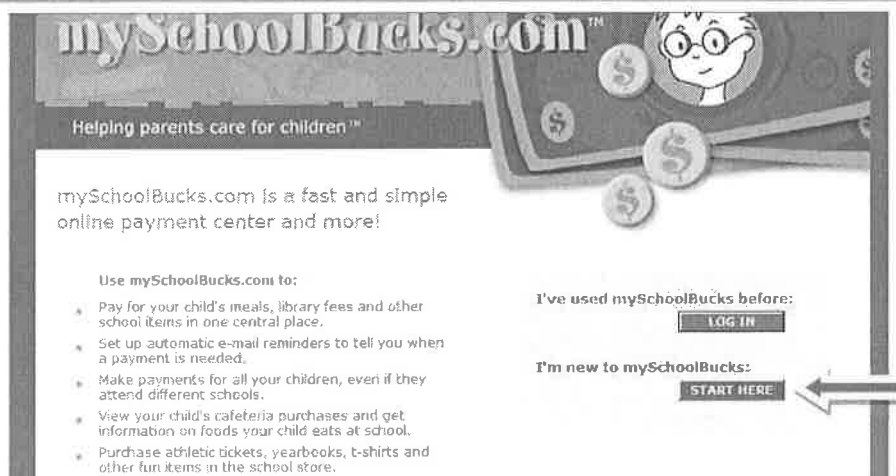 mySchoolBucks.com™
Helping parents care for children™
mySchoolBucks.com is a fast and simple
online payment center and more!
Use mySchoolBucks.com to:
Pay for your child's meals, library fees and other
school items in one central place.
Set up automatic e-mail reminders to tell you when
a payment is needed.
Make payments for all your children, even if they
attend different schools.
View your child's cafeteria purchases and get
information on foods your child eats at school.
Purchase athletic tickets, yearbooks, t-shirts and
other fun items in the school store.
I've used mySchoolBucks before:
LOG IN
I'm new to mySchoolBucks:
START HERE
$
$
$
$
$
$